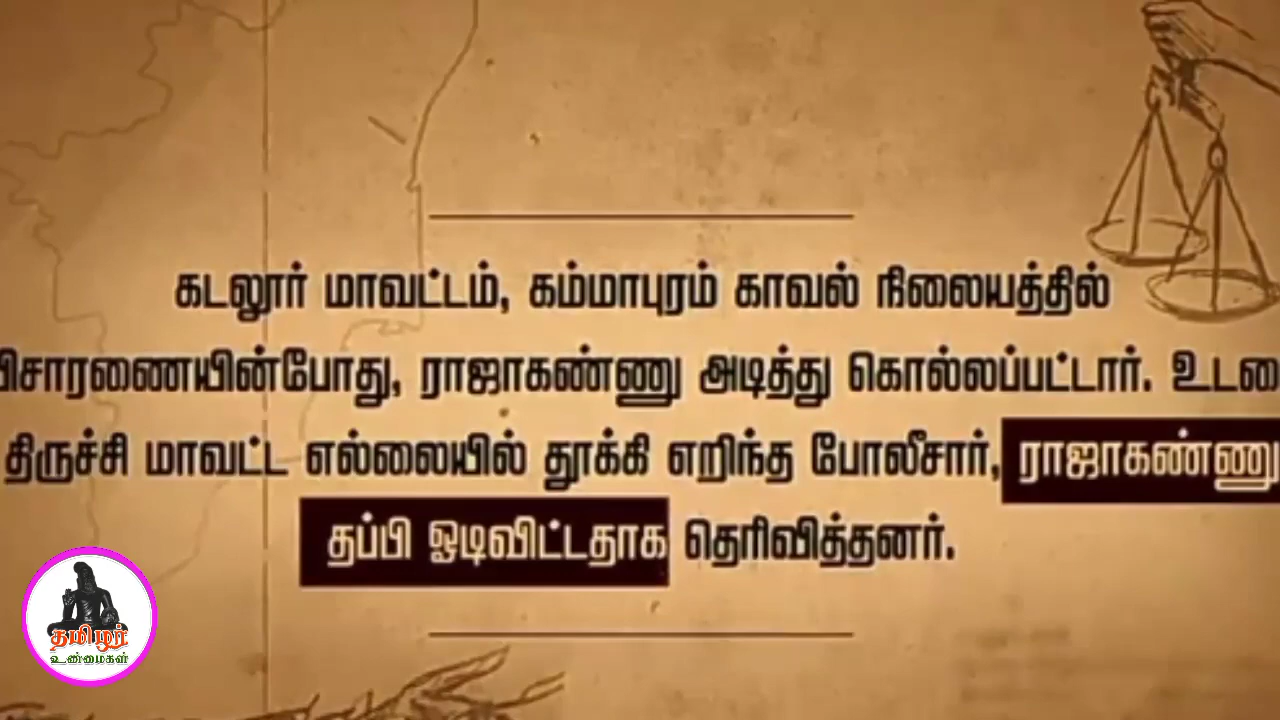 கடலூர் மாவட்டம், கம்மாபுரம் காவல் நிலையத்தில்
விசாரணையின்போது, ராஜாகண்ணு அடித்து கொல்லப்பட்டார். உடலை
திருச்சி மாவட்ட எல்லையில் தூக்கி எறிந்த போலீசார், ராஜாகண்ணு
தப்பி ஓடிவிட்டதாக தெரிவித்தனர்.
தமிழர்
உண்மைகள்